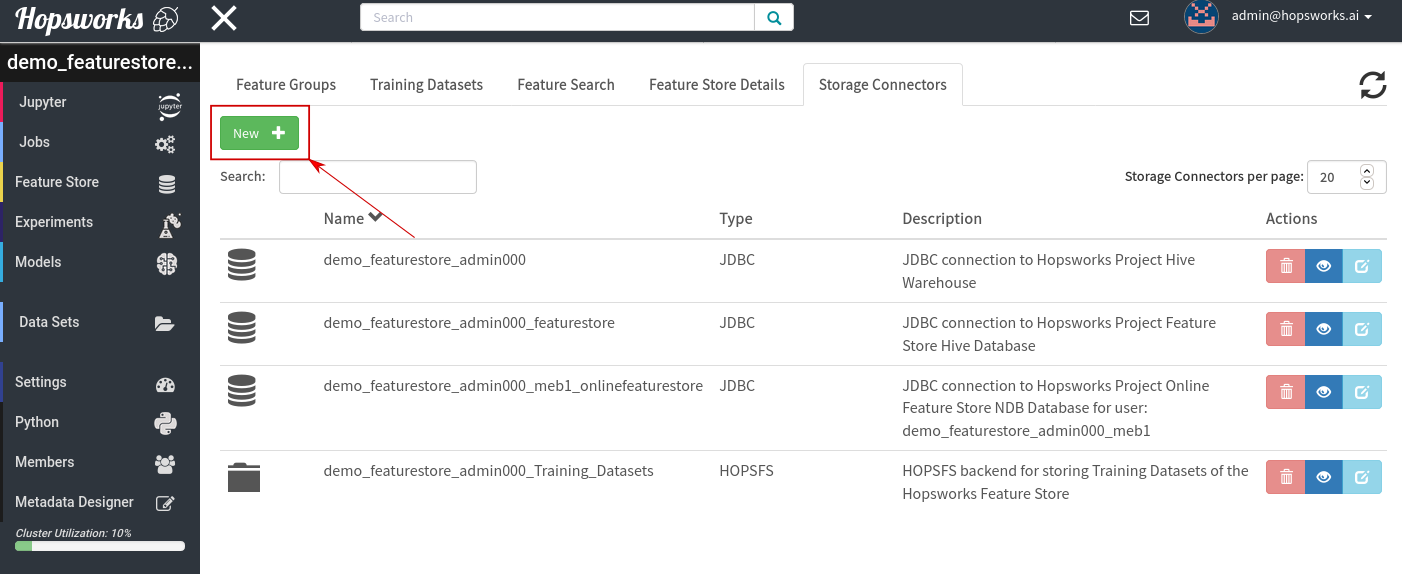 Hopsworks
Search
admin@hopsworks.ai
demo_featurestore...
Jupyter
jupyter
Jobs
Feature Store
Experiments
Models
Data Sets
Settings
Python
Members
Metadata Designer
Cluster Utilization: 10%
Feature Groups
Training Datasets
Feature Search
Feature Store Details
Storage Connectors
New
Search:
Storage Connectors per page: 20
Name Type Description Actions
demo_featurestore_admin000 JDBC JDBC connection to Hopsworks Project Hive
Warehouse
demo_featurestore_admin000_featurestore JDBC JDBC connection to Hopsworks Project Feature
Store Hive Database
demo_featurestore_admin000_meb1_onlinefeaturestore JDBC JDBC connection to Hopsworks Project Online
Feature Store NDB Database for user:
demo_featurestore_admin000_meb1
demo_featurestore_admin000_Training_Datasets HOPSFS HOPSFS backend for storing Training Datasets of the
Hopsworks Feature Store